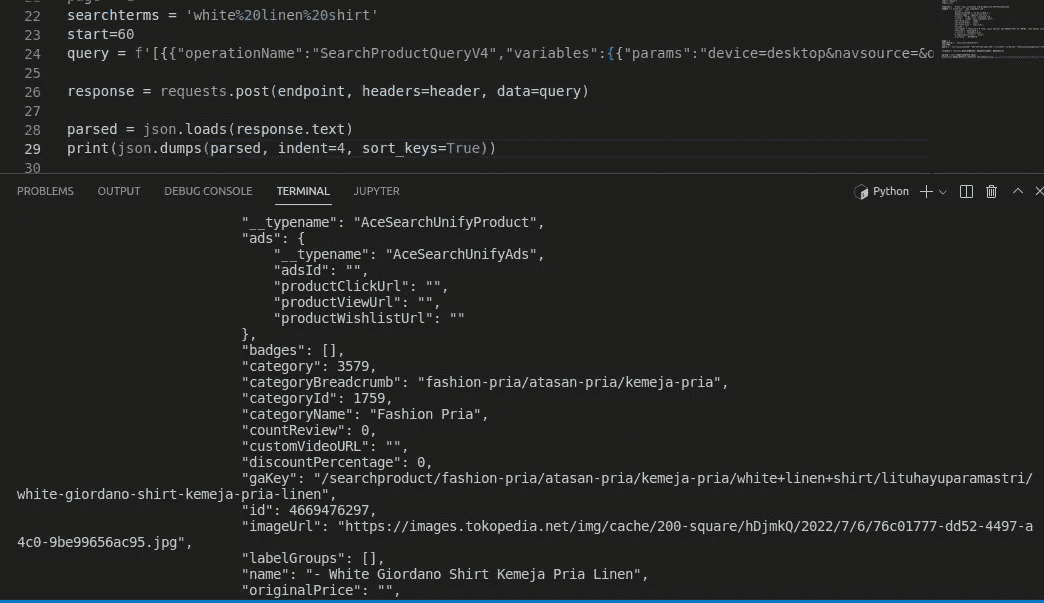 22 searchterms = 'white%20linen%20shirt'
23 start=60
24 query = f'[{{"operationName":"SearchProductQueryV4","variables":{{"params":"device=desktop&navsource=&
25
26 response = requests.post(endpoint, headers=header, data=query)
27
28 parsed = json.loads(response.text)
29 print(json.dumps(parsed, indent=4, sort_keys=True))
30
PROBLEMS OUTPUT DEBUG CONSOLE TERMINAL JUPYTER Python
"__typename": "AceSearchUnifyProduct",
"ads": {
"__typename": "AceSearchUnifyAds",
"adsId": "",
"productClickUrl": "",
"productViewUrl": "",
"productWishlistUrl": ""
},
"badges": [],
"category": 3579,
"categoryBreadcrumb": "fashion-pria/atasan-pria/kemeja-pria",
"categoryId": 1759,
"categoryName": "Fashion Pria",
"countReview": 0,
"customVideoURL": "",
"discountPercentage": 0,
"gaKey": "/searchproduct/fashion-pria/atasan-pria/kemeja-pria/white+linen+shirt/lituhayuparamastri/
white-giordano-shirt-kemeja-pria-linen",
"id": 4669476297,
"imageUrl": "https://images.tokopedia.net/img/cache/200-square/hDjmkQ/2022/7/6/76c01777-dd52-4497-a
4c0-9be99656ac95.jpg",
"labelGroups": [],
"name": "- White Giordano Shirt Kemeja Pria Linen",
"originalPrice": "",